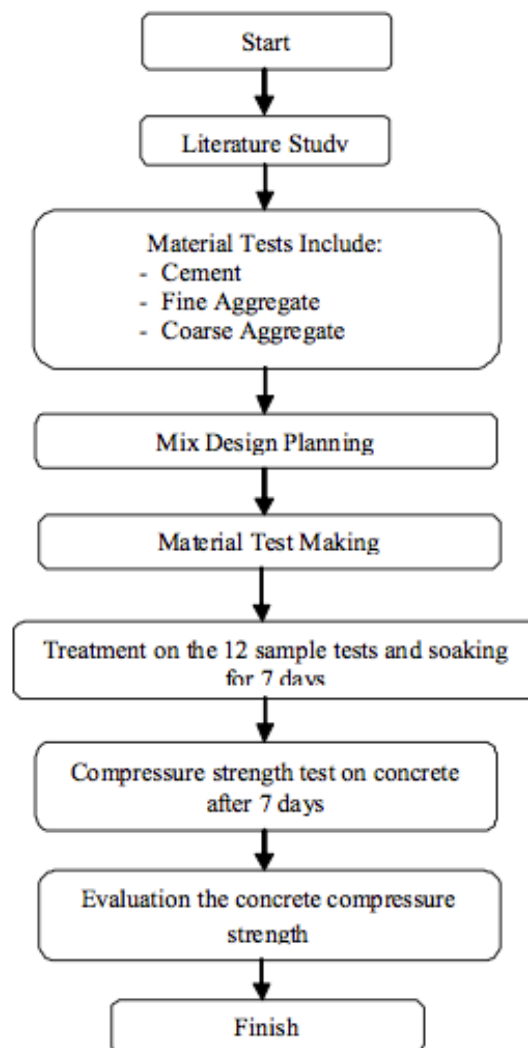 Start
Literature Study
Material Tests Include:
- Cement
- Fine Aggregate
- Coarse Aggregate
Mix Design Planning
Material Test Making
Treatment on the 12 sample tests and soaking
for 7 days
Compressure strength test on concrete
after 7 days
Evaluation the concrete compressure
strength
Finish